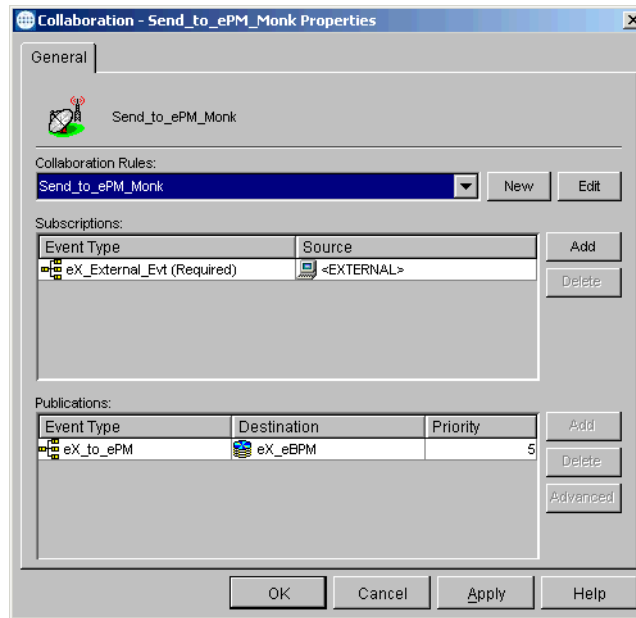 Collaboration - Send_to_ePM_Monk Properties
General
Send_to_ePM_Monk
Collaboration Rules:
Send_to_ePM_Monk New Edit
Subscriptions:
Event Type Source Add
eX_External_Evt (Required) <EXTERNAL>
Delete
Publications:
Event Type Destination Priority Add
eX_to_ePM eX_eBPM 5
Delete
Advanced
OK Cancel Apply Help